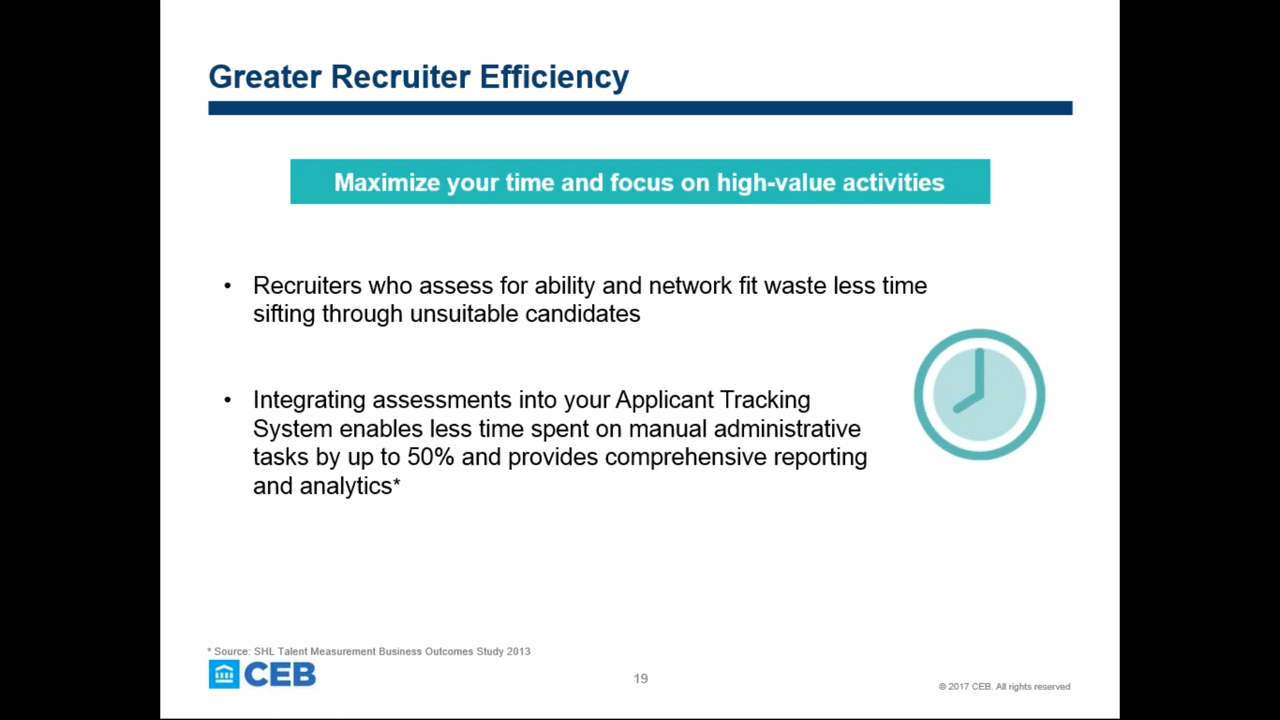 Greater Recruiter Efficiency
Maximize your time and focus on high-value activities
• Recruiters who assess for ability and network fit waste less time
sifting through unsuitable candidates
• Integrating assessments into your Applicant Tracking
System enables less time spent on manual administrative
tasks by up to 50% and provides comprehensive reporting
and analytics*
* Source: SHL Talent Measurement Business Outcomes Study 2013
CEB
19
© 2017 CEB. All rights reserved